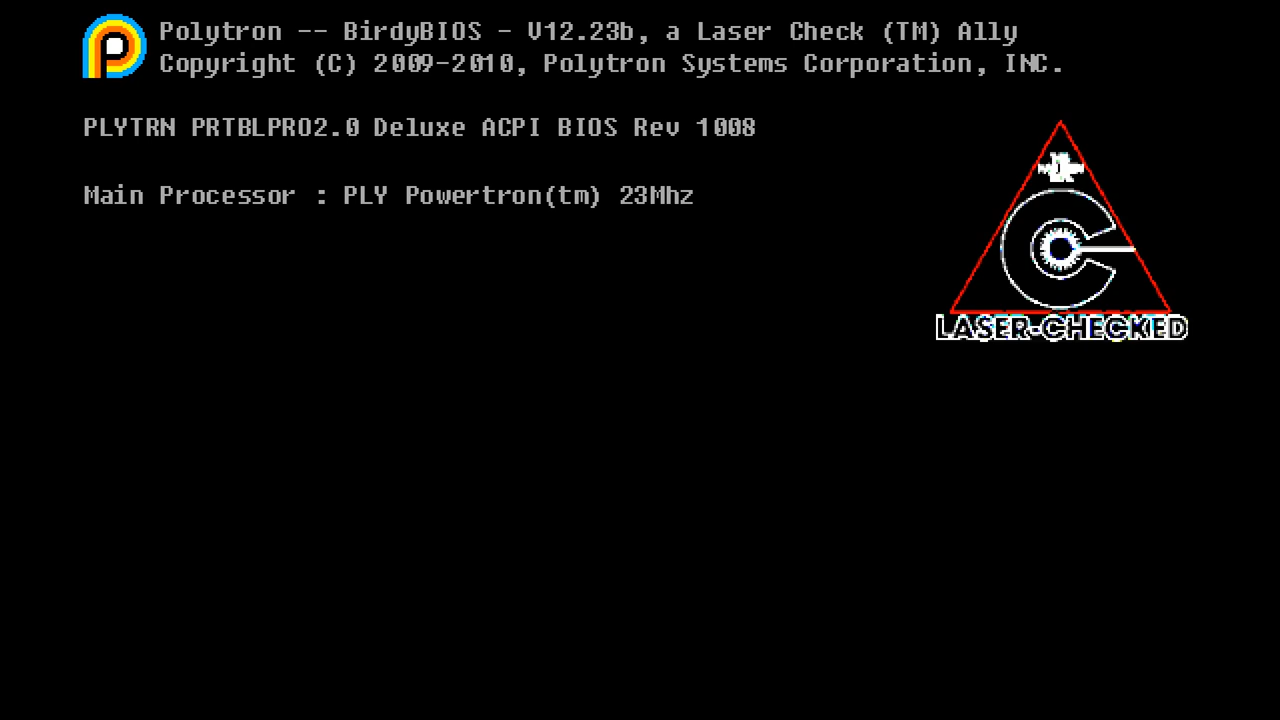 Polytron -- BirdyBIOS - V12.23b, a Laser Check (TM) Ally
Copyright (C) 2009-2010, Polytron Systems Corporation, INC.
PLYTRN PRTBLPRO2.0 Deluxe ACPI BIOS Rev 1008
Main Processor : PLY Powertron(tm) 23Mhz
LASER-CHECKED